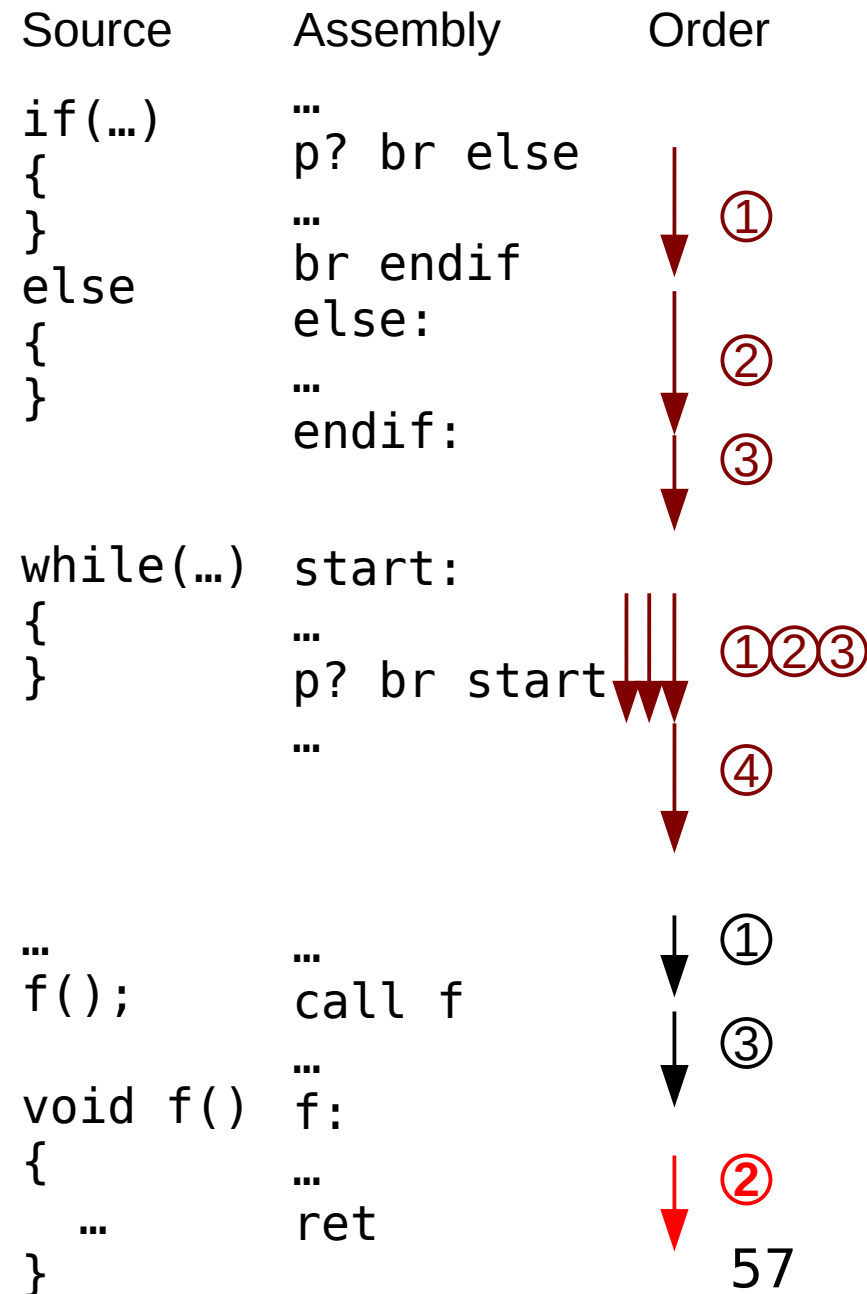 Source Assembly Order
if(…)
{
}
else
{
}
…
p? br else
…
br endif
else:
…
endif:
①
②
③
while(…)
{
}
start:
…
p? br start
…
①②③
④
…
f();
void f()
{
…
}
…
call f
…
f:
…
ret
①
③
②
57